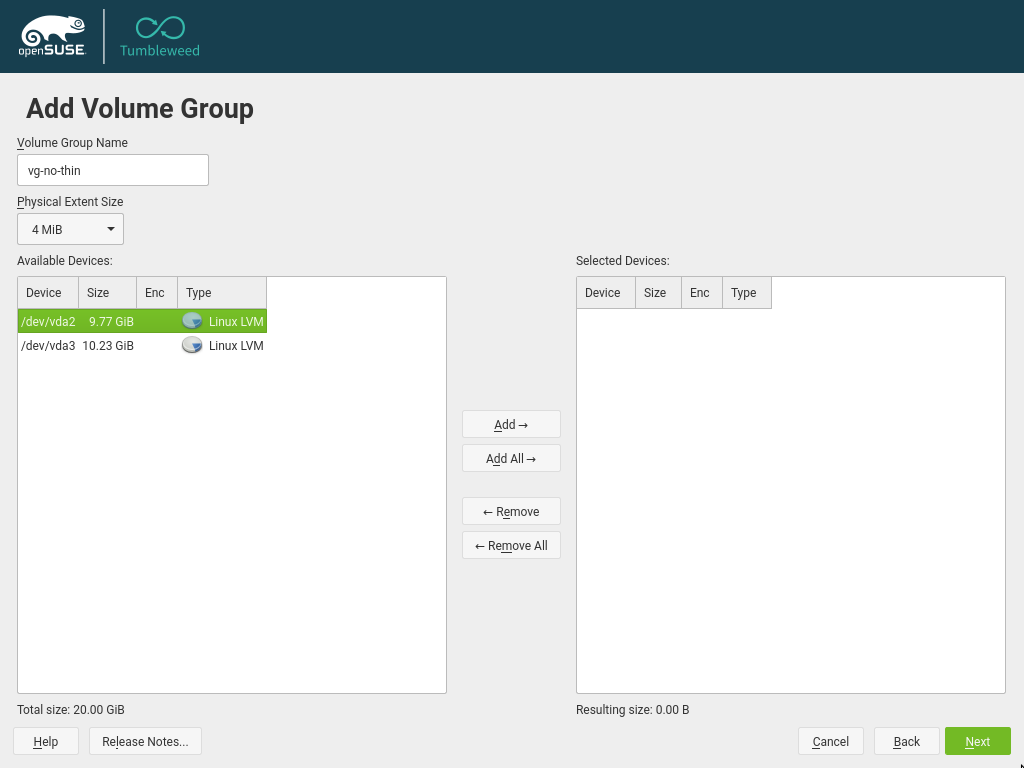 openSUSE
Tumbleweed
Add Volume Group
Volume Group Name
vg-no-thin
Physical Extent Size
4 MiB
Available Devices:
Device Size Enc Type
/dev/vda2 9.77 GiB Linux LVM
/dev/vda3 10.23 GiB Linux LVM
Total size: 20.00 GiB
Add →
Add All →
← Remove
← Remove All
Selected Devices:
Device Size Enc Type
Resulting size: 0.00 B
Help Release Notes... Cancel Back Next